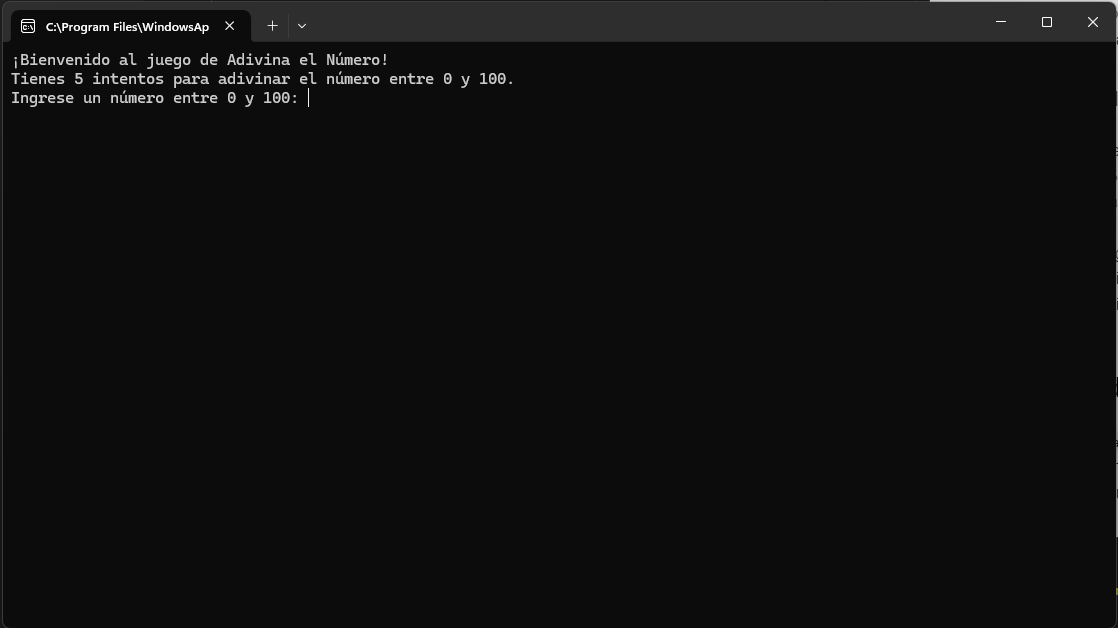 C:\Program Files\WindowsAp
¡Bienvenido al juego de Adivina el Número!
Tienes 5 intentos para adivinar el número entre 0 y 100.
Ingrese un número entre 0 y 100: